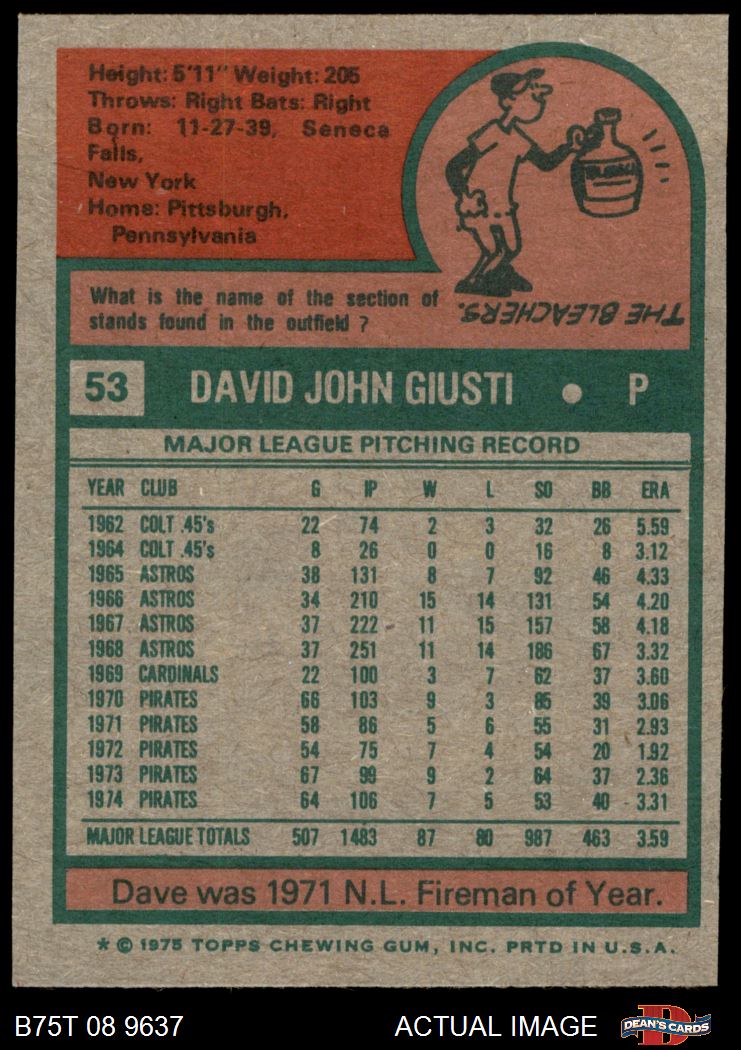 Height: 5'11" Weight: 205
Throws: Right Bats: Right
Born: 11-27-39, Seneca
Falls,
New York
Home: Pittsburgh,
Pennsylvania
What is the name of the section of
stands found in the outfield ?
THE BLEACHERS.
53 DAVID JOHN GIUSTI • P
MAJOR LEAGUE PITCHING RECORD
YEAR CLUB G IP W L SO BB ERA
1962 COLT .45's 22 74 2 3 32 26 5.59
1964 COLT .45's 8 26 0 0 16 8 3.12
1965 ASTROS 38 131 8 7 92 46 4.33
1966 ASTROS 34 210 15 14 131 54 4.20
1967 ASTROS 37 222 11 15 157 58 4.18
1968 ASTROS 37 251 11 14 186 67 3.32
1969 CARDINALS 22 100 3 7 62 37 3.60
1970 PIRATES 66 103 9 3 85 39 3.06
1971 PIRATES 58 86 5 6 55 31 2.93
1972 PIRATES 54 75 7 4 54 20 1.92
1973 PIRATES 67 99 9 2 64 37 2.36
1974 PIRATES 64 106 7 5 53 40 3.31
MAJOR LEAGUE TOTALS 507 1483 87 80 987 463 3.59
Dave was 1971 N.L. Fireman of Year.
* © 1975 TOPPS CHEWING GUM, INC. PRTD IN U.S.A.
B75T 08 9637 ACTUAL IMAGE
DEAN'S CARDS